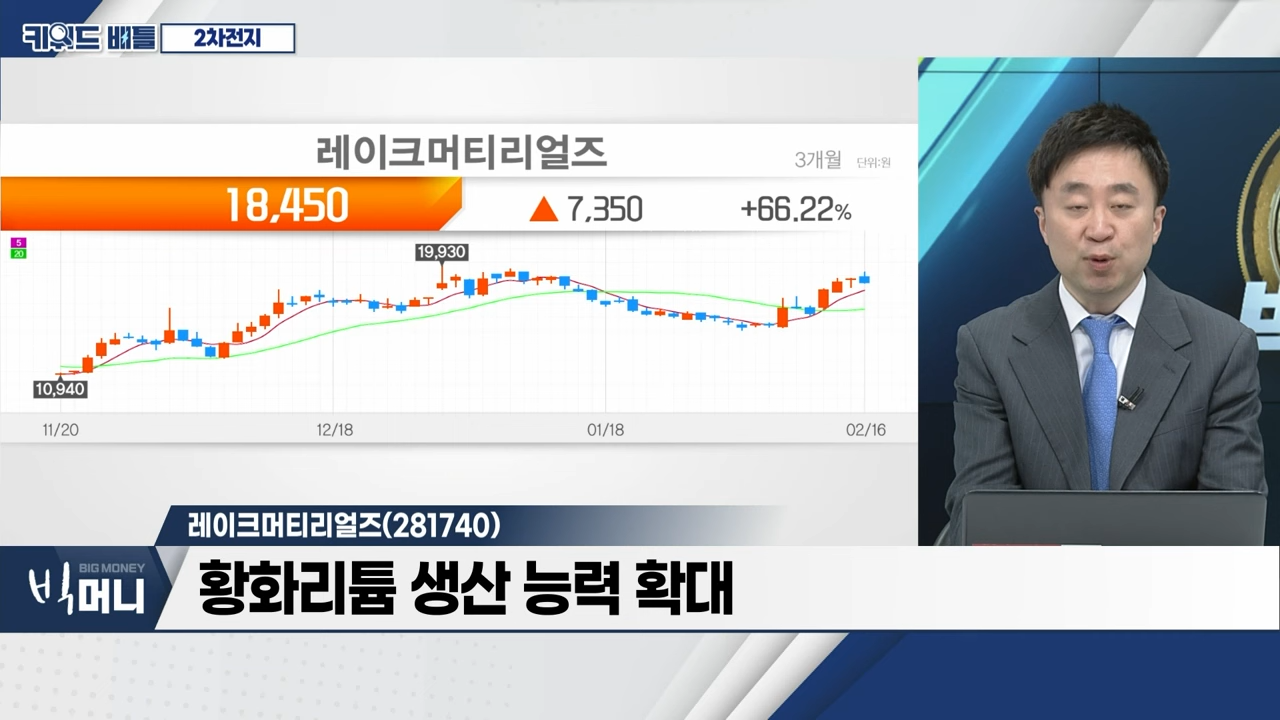 키워드 배틀 2차전지
레이크머티리얼즈
3개월 단위:원
18,450 ▲ 7,350 +66.22%
5
20
19,930
10,940
11/20 12/18 01/18 02/16
레이크머티리얼즈(281740)
BIG MONEY
빅머니
황화리튬 생산 능력 확대